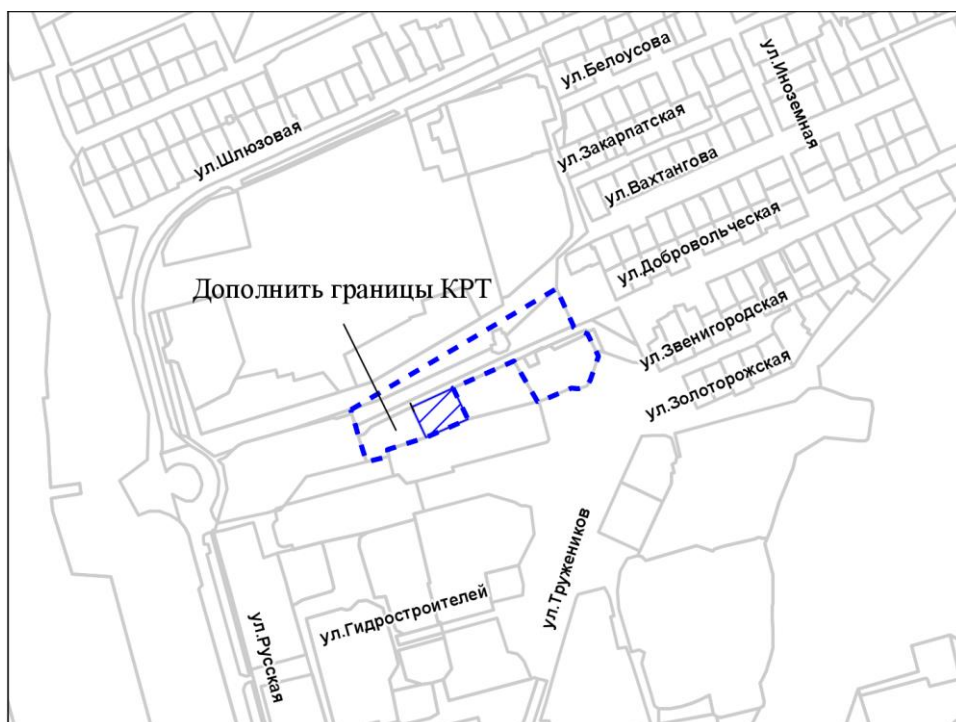 ул.Белоусова
ул.Иноземная
ул.Шлюзовая
ул.Закарпатская
ул.Вахтангова
ул.Добровольческая
Дополнить границы КРТ
ул.Звенигородская
ул.Золоторожская
ул.Тружеников
ул.Гидростроителей
ул.Русская